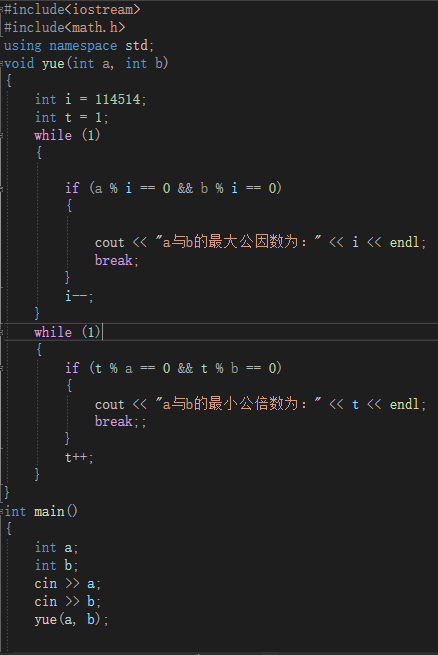 #include<iostream>
#include<math.h>
using namespace std;
void yue(int a, int b)
{
    int i = 114514;
    int t = 1;
    while (1)
    {
        if (a % i == 0 && b % i == 0)
        {
            cout << "a与b的最大公因数为：" << i << endl;
            break;
        }
        i--;
    }
    while (1)
    {
        if (t % a == 0 && t % b == 0)
        {
            cout << "a与b的最小公倍数为：" << t << endl;
            break;;
        }
        t++;
    }
}
int main()
{
    int a;
    int b;
    cin >> a;
    cin >> b;
    yue(a, b);